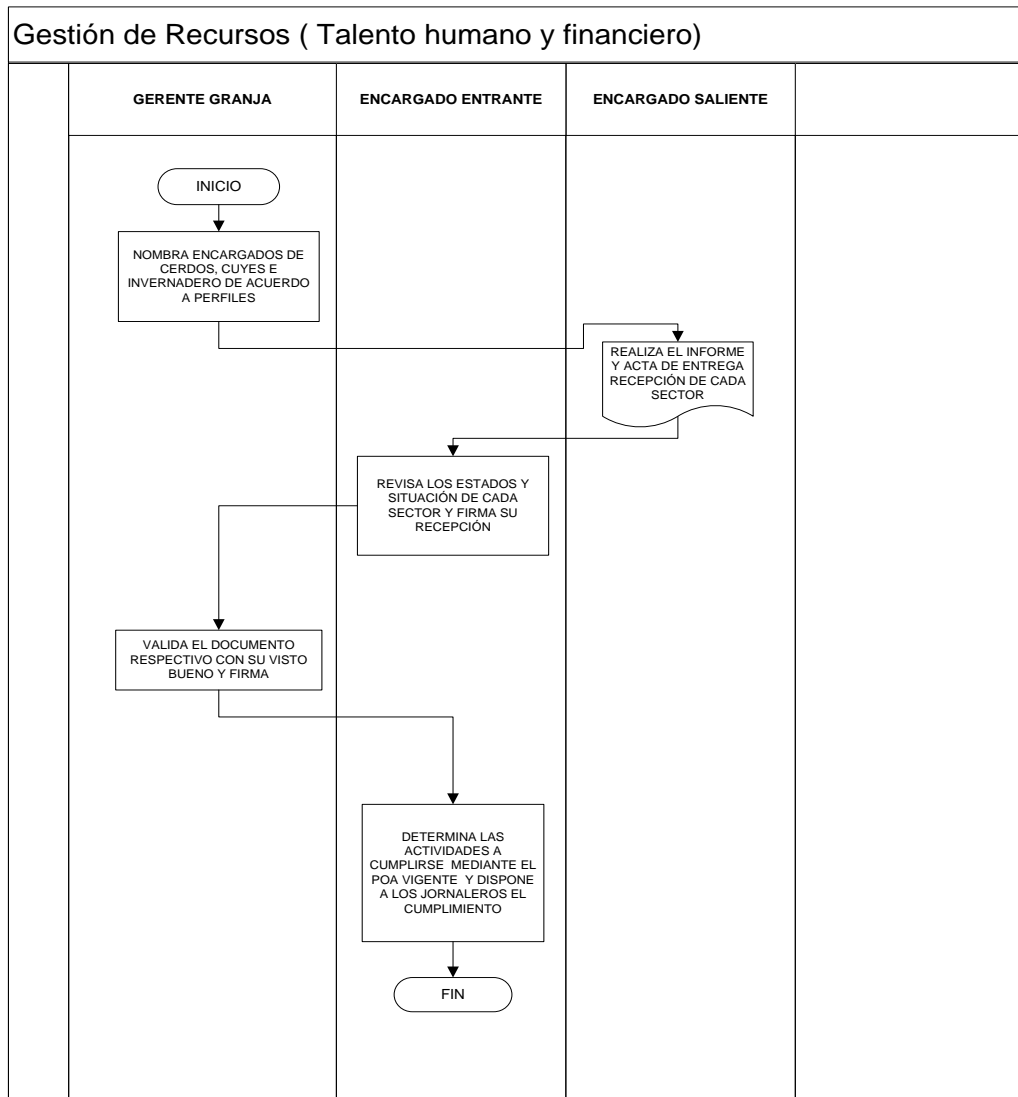 Gestión de Recursos ( Talento humano y financiero)
GERENTE GRANJA
ENCARGADO ENTRANTE
ENCARGADO SALIENTE
INICIO
NOMBRA ENCARGADOS DE
CERDOS, CUYES E
INVERNADERO DE ACUERDO
A PERFILES
REALIZA EL INFORME
Y ACTA DE ENTREGA
RECEPCIÓN DE CADA
SECTOR
REVISA LOS ESTADOS Y
SITUACIÓN DE CADA
SECTOR Y FIRMA SU
RECEPCIÓN
VALIDA EL DOCUMENTO
RESPECTIVO CON SU VISTO
BUENO Y FIRMA
DETERMINA LAS
ACTIVIDADES A
CUMPLIRSE MEDIANTE EL
POA VIGENTE Y DISPONE
A LOS JORNALEROS EL
CUMPLIMIENTO
FIN